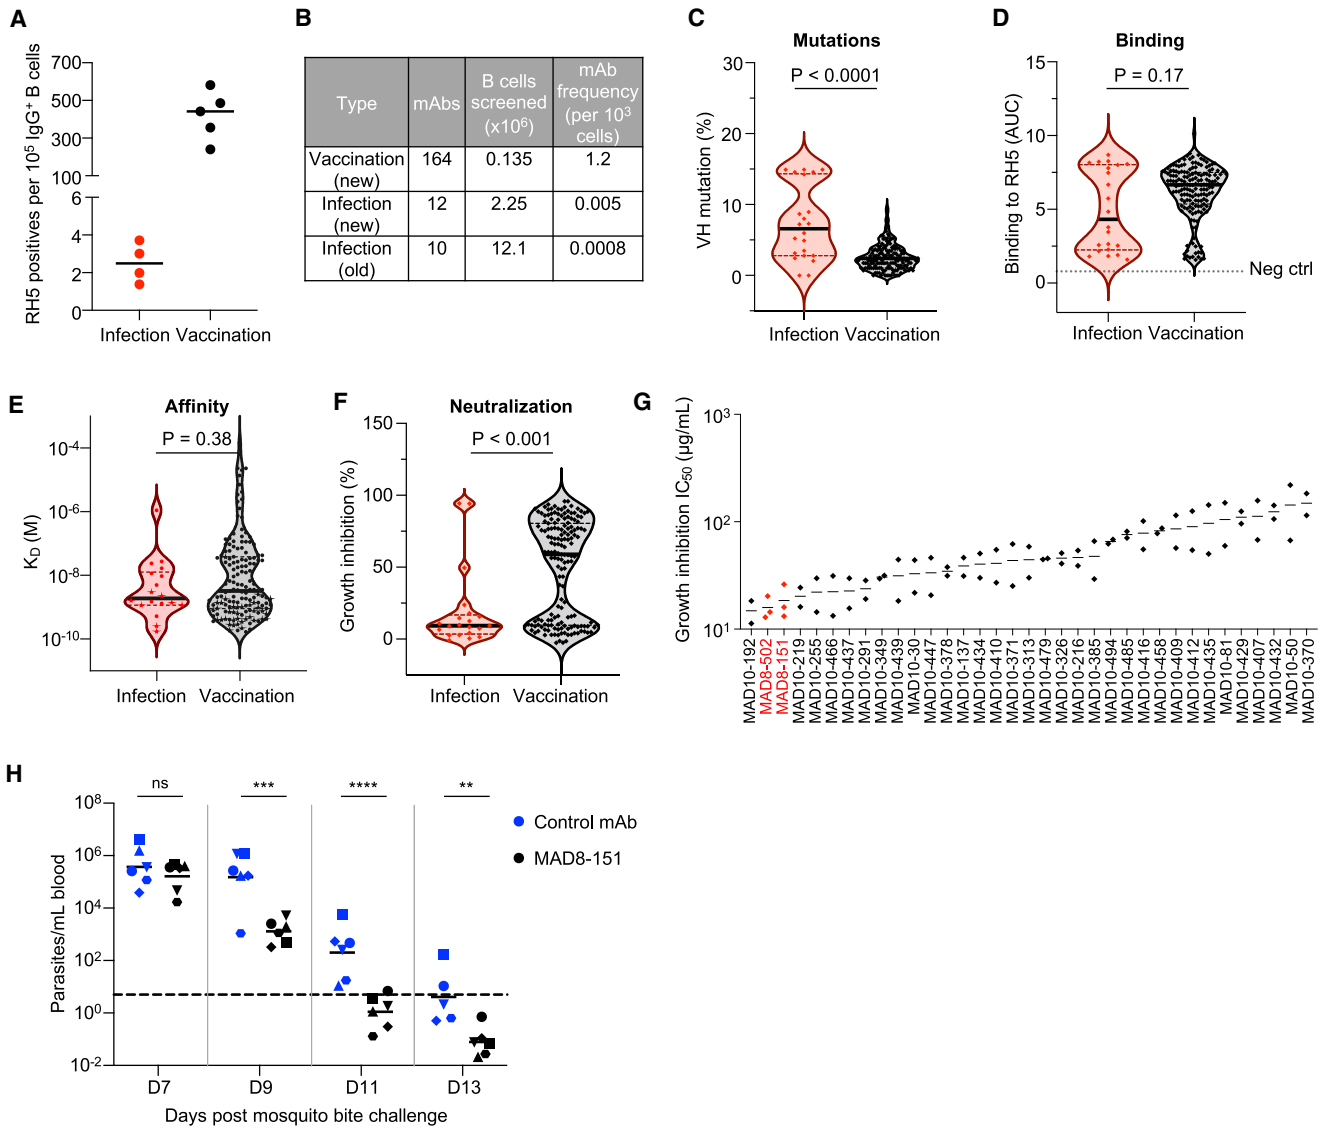 A
RH5 positives per 10⁵ IgG⁺ B cells
700
500
300
100
6
4
2
0
Infection Vaccination
B
Type mAbs B cells screened (x10⁶) mAb frequency (per 10³ cells)
Vaccination (new) 164 0.135 1.2
Infection (new) 12 2.25 0.005
Infection (old) 10 12.1 0.0008
C
Mutations
P < 0.0001
VH mutation (%)
30
20
10
0
Infection Vaccination
D
Binding
P = 0.17
Binding to RH5 (AUC)
15
10
5
0
Neg ctrl
Infection Vaccination
E
Affinity
P = 0.38
K_D (M)
10⁻⁴
10⁻⁶
10⁻⁸
10⁻¹⁰
Infection Vaccination
F
Neutralization
P < 0.001
Growth inhibition (%)
150
100
50
0
Infection Vaccination
G
Growth inhibition IC₅₀ (µg/mL)
10³
10²
10¹
MAD10-192
MAD8-502
MAD8-151
MAD10-219
MAD10-255
MAD10-466
MAD10-437
MAD10-291
MAD10-349
MAD10-439
MAD10-30
MAD10-447
MAD10-378
MAD10-137
MAD10-434
MAD10-410
MAD10-371
MAD10-313
MAD10-479
MAD10-326
MAD10-216
MAD10-385
MAD10-494
MAD10-485
MAD10-416
MAD10-458
MAD10-409
MAD10-412
MAD10-435
MAD10-81
MAD10-429
MAD10-407
MAD10-432
MAD10-50
MAD10-370
H
ns *** **** **
Parasites/mL blood
10⁸
10⁶
10⁴
10²
10⁰
10⁻²
D7 D9 D11 D13
Days post mosquito bite challenge
Control mAb
MAD8-151